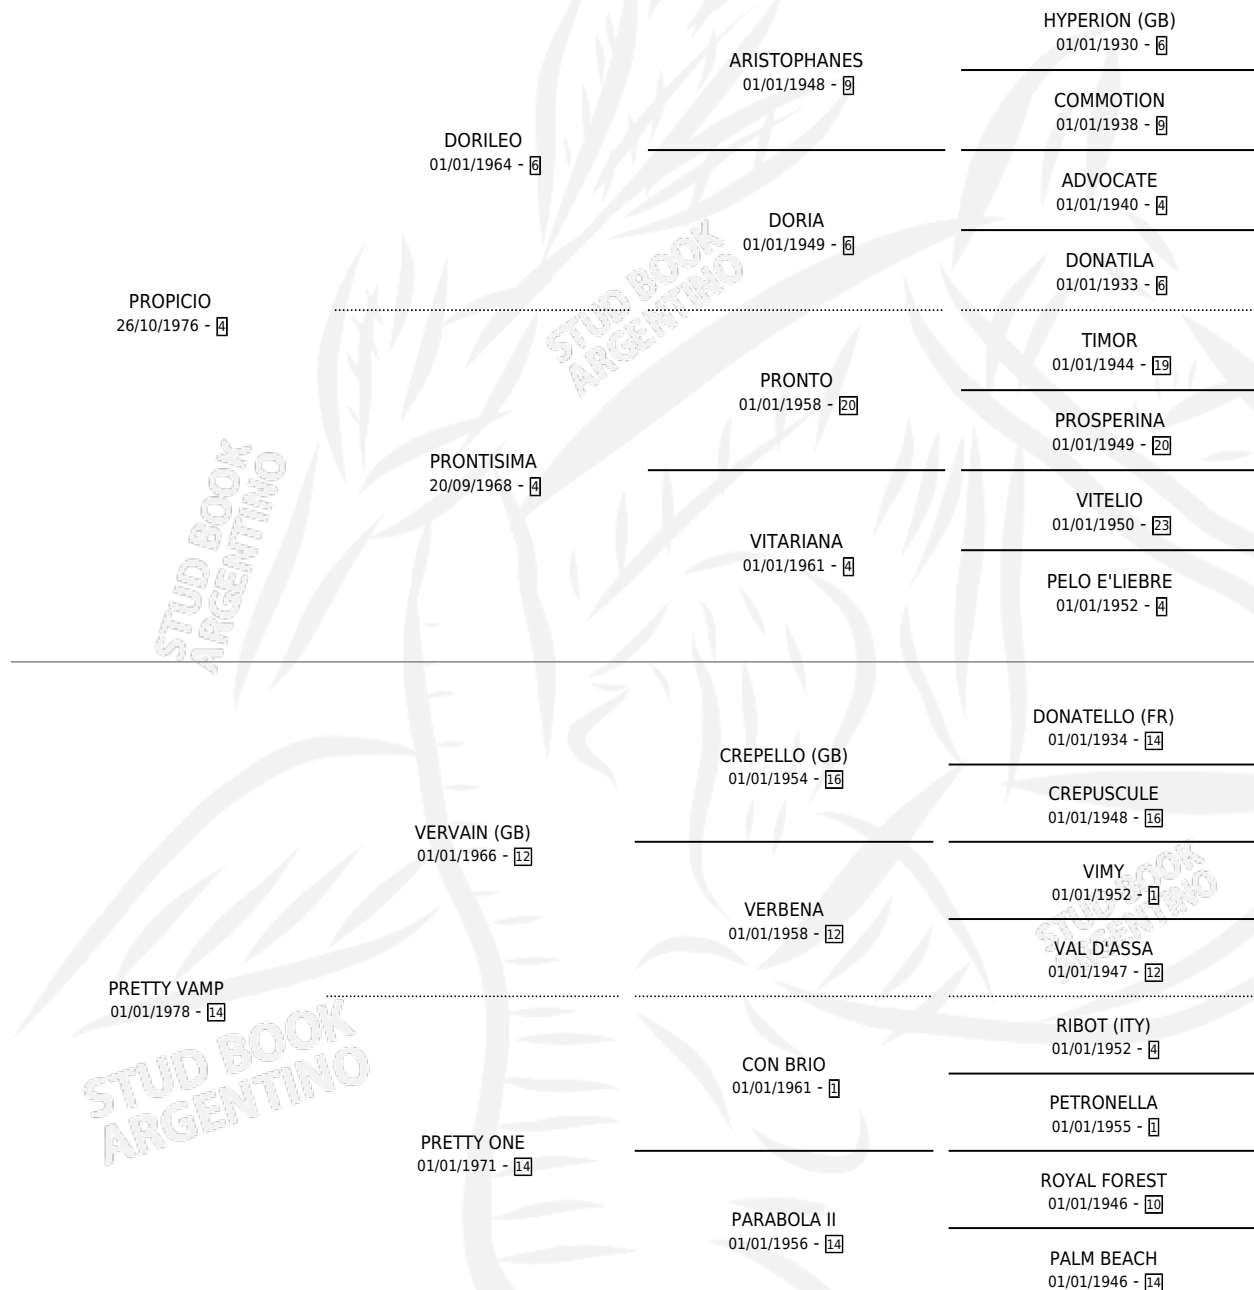 HYPERION (GB)
01/01/1930 - 6
ARISTOPHANES
01/01/1948 - 9
COMMOTION
01/01/1938 - 9
DORILEO
01/01/1964 - 6
ADVOCATE
01/01/1940 - 4
DORIA
01/01/1949 - 6
DONATILA
01/01/1933 - 6
PROPICIO
26/10/1976 - 4
TIMOR
01/01/1944 - 19
PRONTO
01/01/1958 - 20
PROSPERINA
01/01/1949 - 20
PRONTISIMA
20/09/1968 - 4
VITELIO
01/01/1950 - 23
VITARIANA
01/01/1961 - 4
PELO E'LIEBRE
01/01/1952 - 4
DONATELLO (FR)
01/01/1934 - 14
CREPELLO (GB)
01/01/1954 - 16
CREPUSCULE
01/01/1948 - 16
VERVAIN (GB)
01/01/1966 - 12
VIMY
01/01/1952 - 1
VERBENA
01/01/1958 - 12
VAL D'ASSA
01/01/1947 - 12
PRETTY VAMP
01/01/1978 - 14
RIBOT (ITY)
01/01/1952 - 4
CON BRIO
01/01/1961 - 1
PETRONELLA
01/01/1955 - 1
PRETTY ONE
01/01/1971 - 14
ROYAL FOREST
01/01/1946 - 10
PARABOLA II
01/01/1956 - 14
PALM BEACH
01/01/1946 - 14
STUD BOOK
ARGENTINO
STUD BOOK
ARGENTINO
STUD BOOK
ARGENTINO
STUD BOOK
ARGENTINO